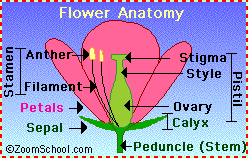 Flower Anatomy
Stamen
Anther
Filament
Petals
Sepal
Stigma
Style
Ovary
Pistil
Calyx
Peduncle (Stem)
©ZoomSchool.com